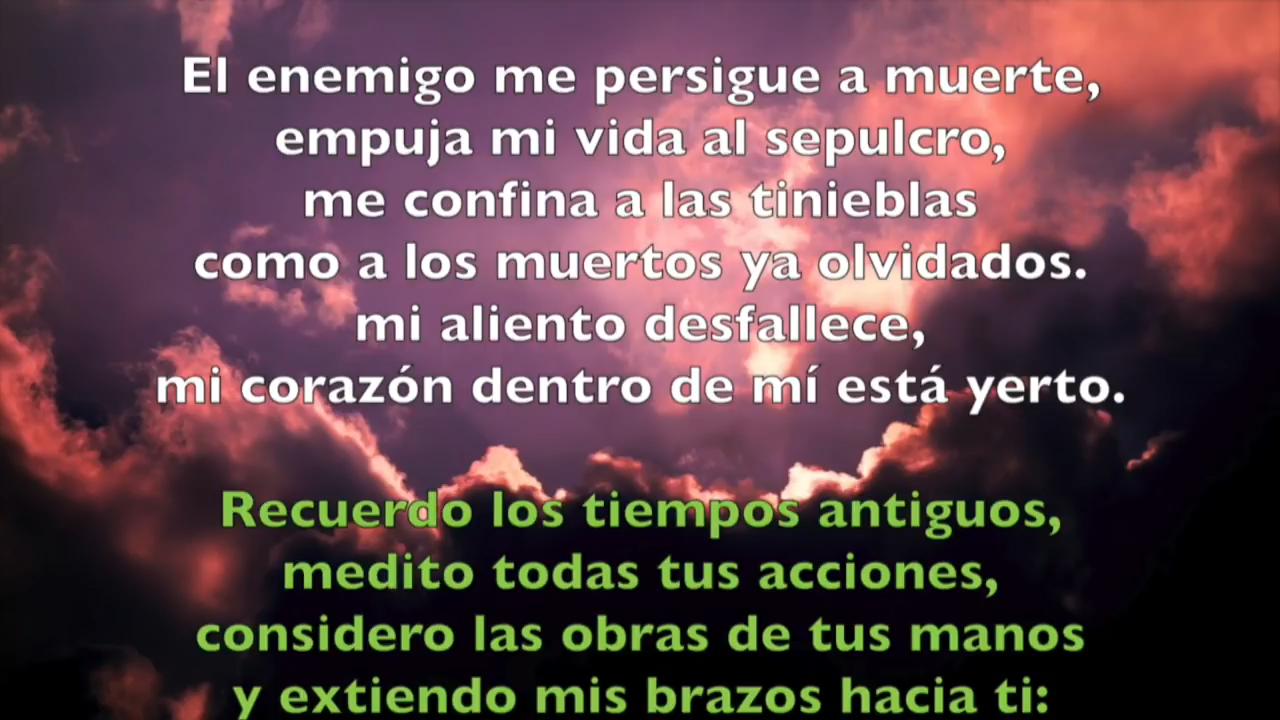 El enemigo me persigue a muerte,
empuja mi vida al sepulcro,
me confina a las tinieblas
como a los muertos ya olvidados.
mi aliento desfallece,
mi corazón dentro de mí está yerto.
Recuerdo los tiempos antiguos,
medito todas tus acciones,
considero las obras de tus manos
y extiendo mis brazos hacia ti: